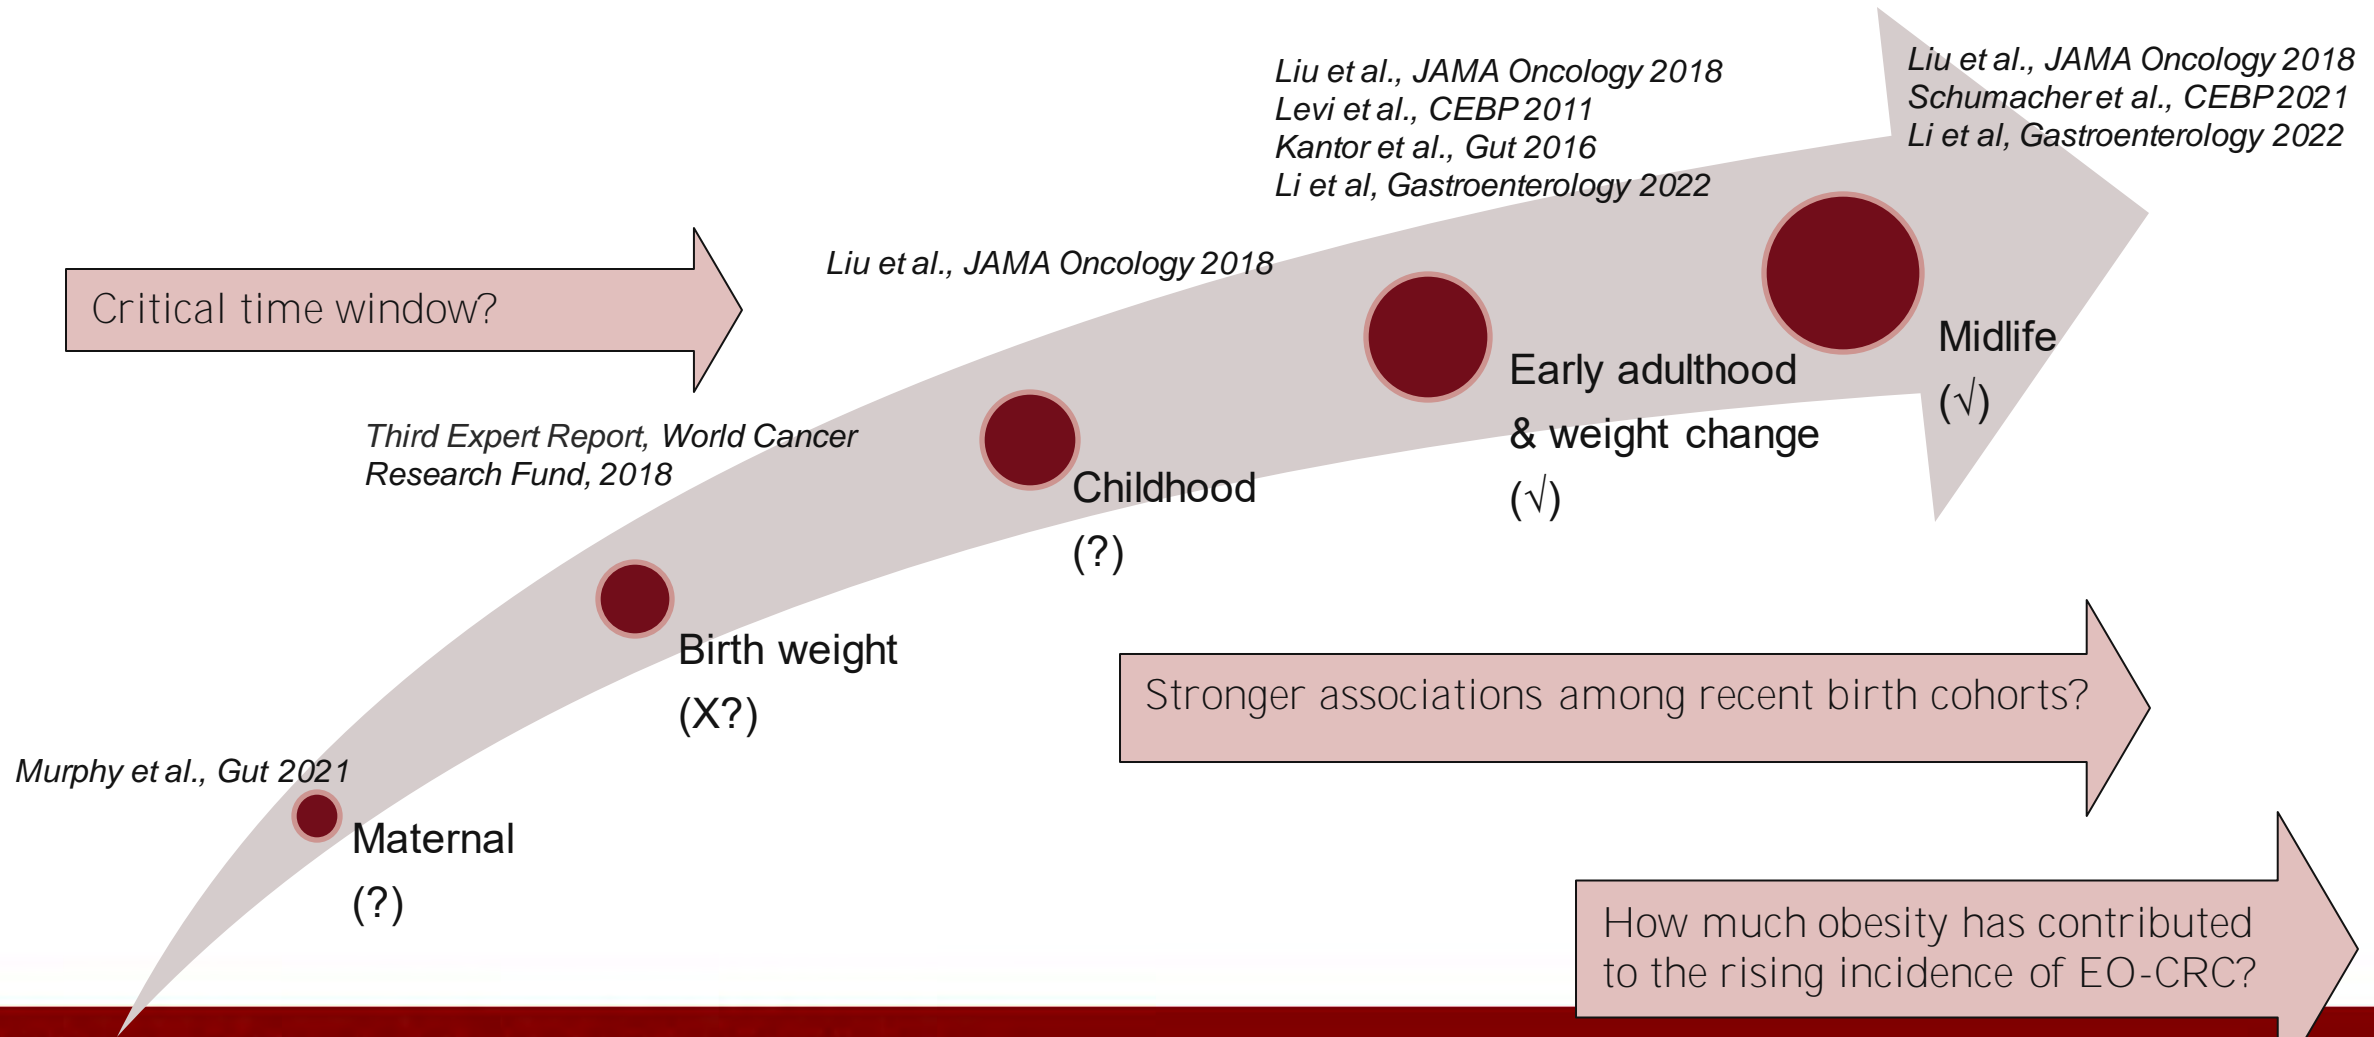 Liu et al., JAMA Oncology 2018
Levi et al., CEBP 2011
Kantor et al., Gut 2016
Li et al, Gastroenterology 2022
Liu et al., JAMA Oncology 2018
Schumacher et al., CEBP 2021
Li et al, Gastroenterology 2022
Critical time window?
Liu et al., JAMA Oncology 2018
Midlife
(√)
Early adulthood
& weight change
(√)
Third Expert Report, World Cancer
Research Fund, 2018
Childhood
(?)
Birth weight
(X?)
Stronger associations among recent birth cohorts?
Murphy et al., Gut 2021
Maternal
(?)
How much obesity has contributed
to the rising incidence of EO-CRC?